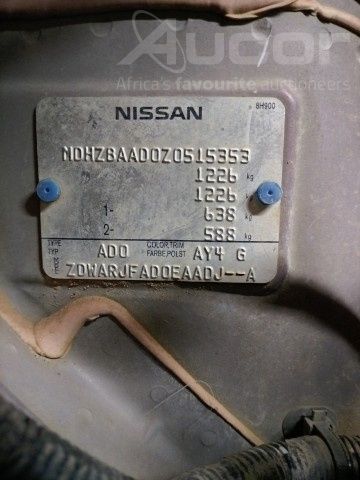 Aucor
Africa's favourite auctioneers
NISSAN
8H900
MDHZBAAD0Z0515353
1226 kg
1226 kg
1- 638 kg
2- 588 kg
TYPE TYP AD0 COLOR,TRIM FARBE,POLST AY4 G
ZDWARJFAD0EAA0J--A